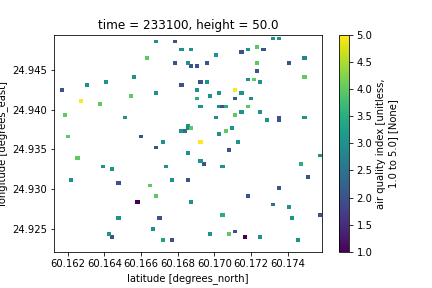 time = 233100, height = 50.0
24.945
24.940
24.935
24.930
24.925
[degrees_east]
60.162 60.164 60.166 60.168 60.170 60.172 60.174
latitude [degrees_north]
5.0
4.5
4.0
3.5
3.0
2.5
2.0
1.5
1.0
air quality index [unitless,
1.0 to 5.0] [None]